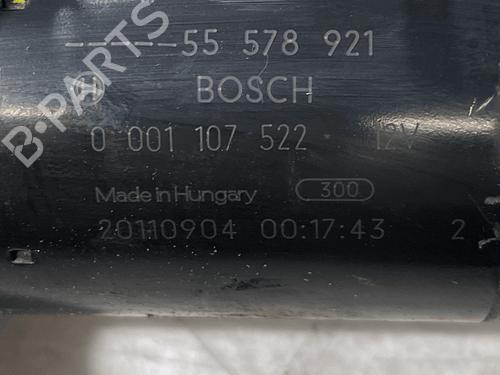 ------55 578 921
BOSCH
0 001 107 522 12V
Made in Hungary 300
20110904 00:17:43 2
B-PARTS